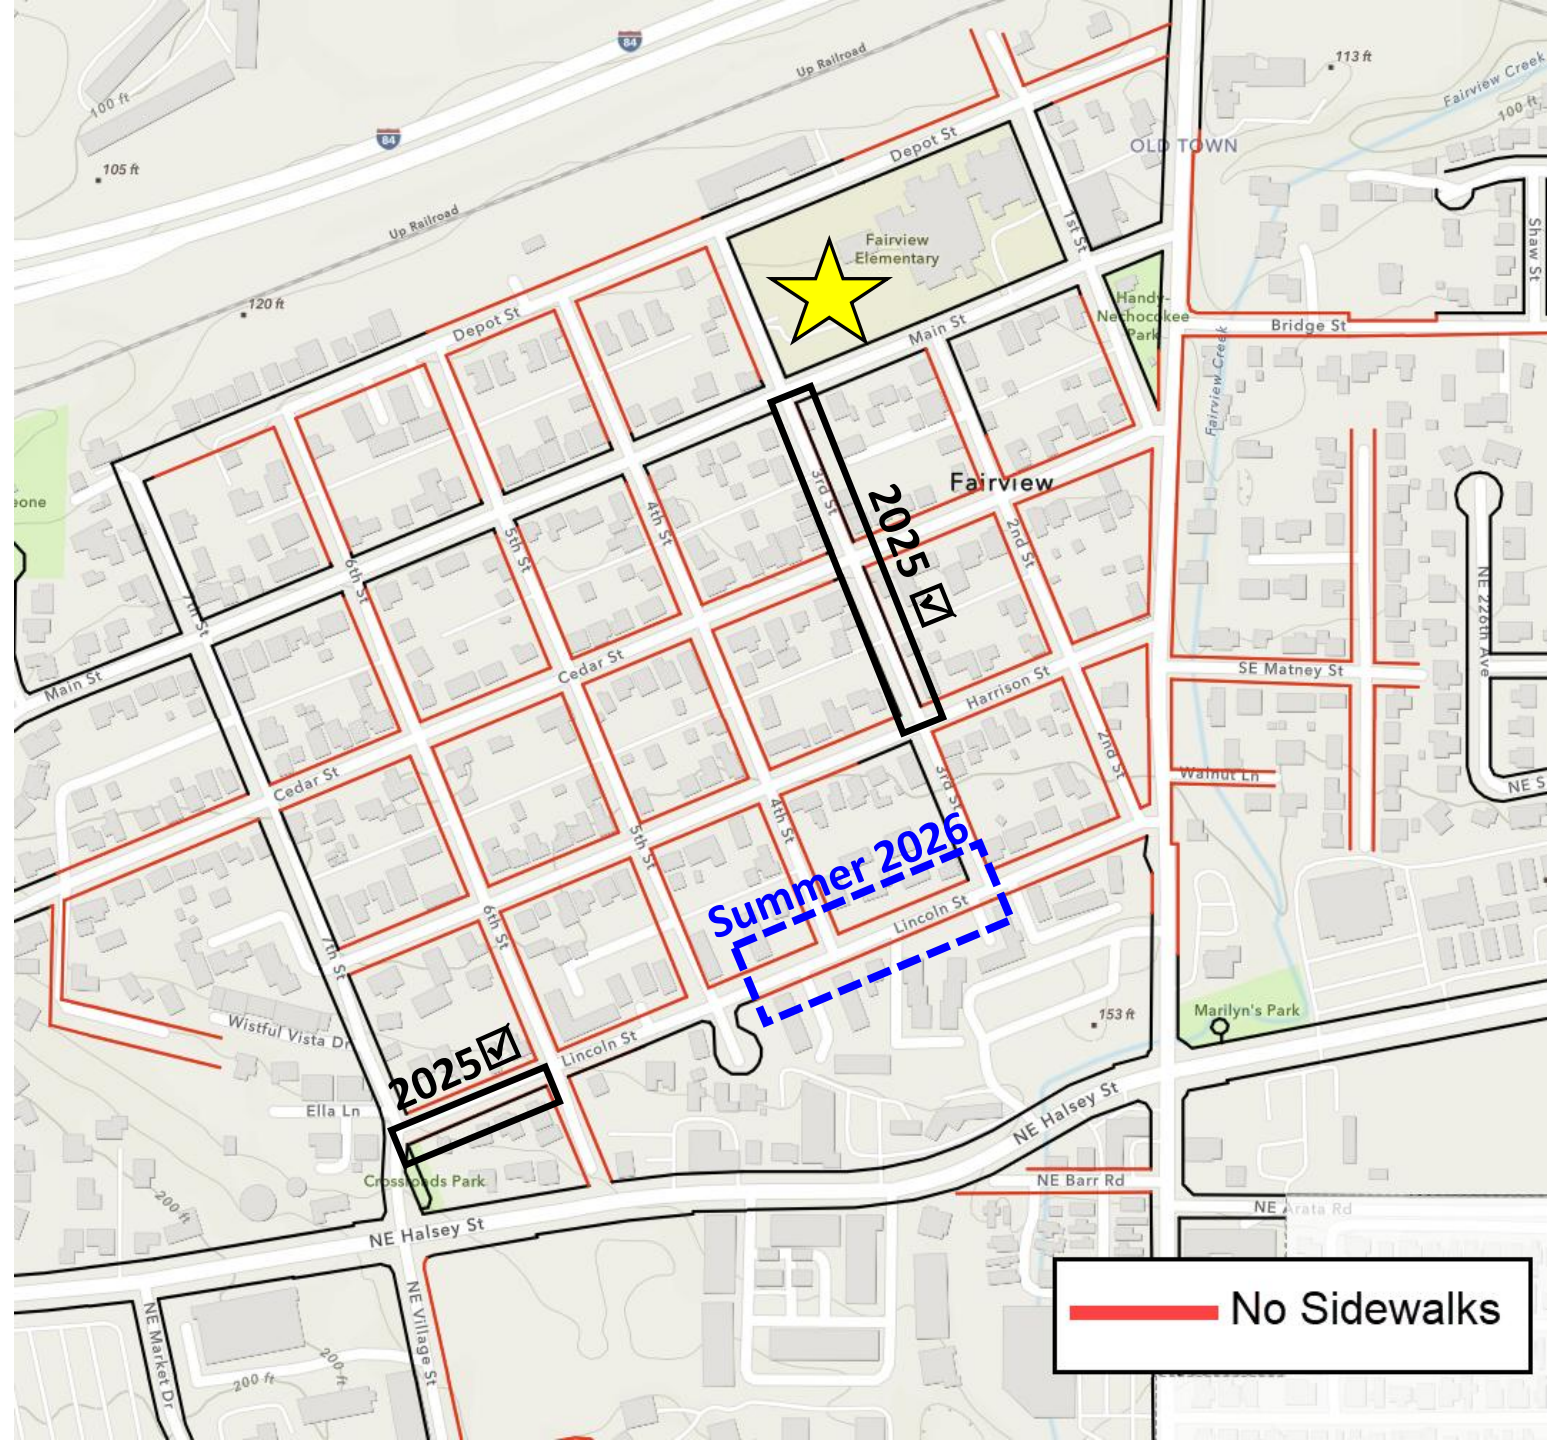 84
Up Railroad
113 ft
Fairview Creek
100 ft
100 ft
84
Depot St
OLD TOWN
105 ft
Up Railroad
1st St
Shaw St
Fairview
Elementary
120 ft
Handy-
Nechocokee
Park
Depot St
Main St
Bridge St
Fairview Creek
3rd St
Fairview
2025
4th St
5th St
2nd St
6th St
7th St
NE 226th Ave
Main St
Cedar St
Harrison St
SE Matney St
2nd St
Cedar St
3rd St
Walnut Ln
NE S
4th St
5th St
Summer 2026
6th St
Lincoln St
7th St
Marilyn's Park
153 ft
Wistful Vista Dr
2025
Lincoln St
Ella Ln
NE Halsey St
Crossroads Park
NE Barr Rd
200 ft
NE Arata Rd
NE Halsey St
NE Village St
NE Market Dr
No Sidewalks
200 ft
200 ft